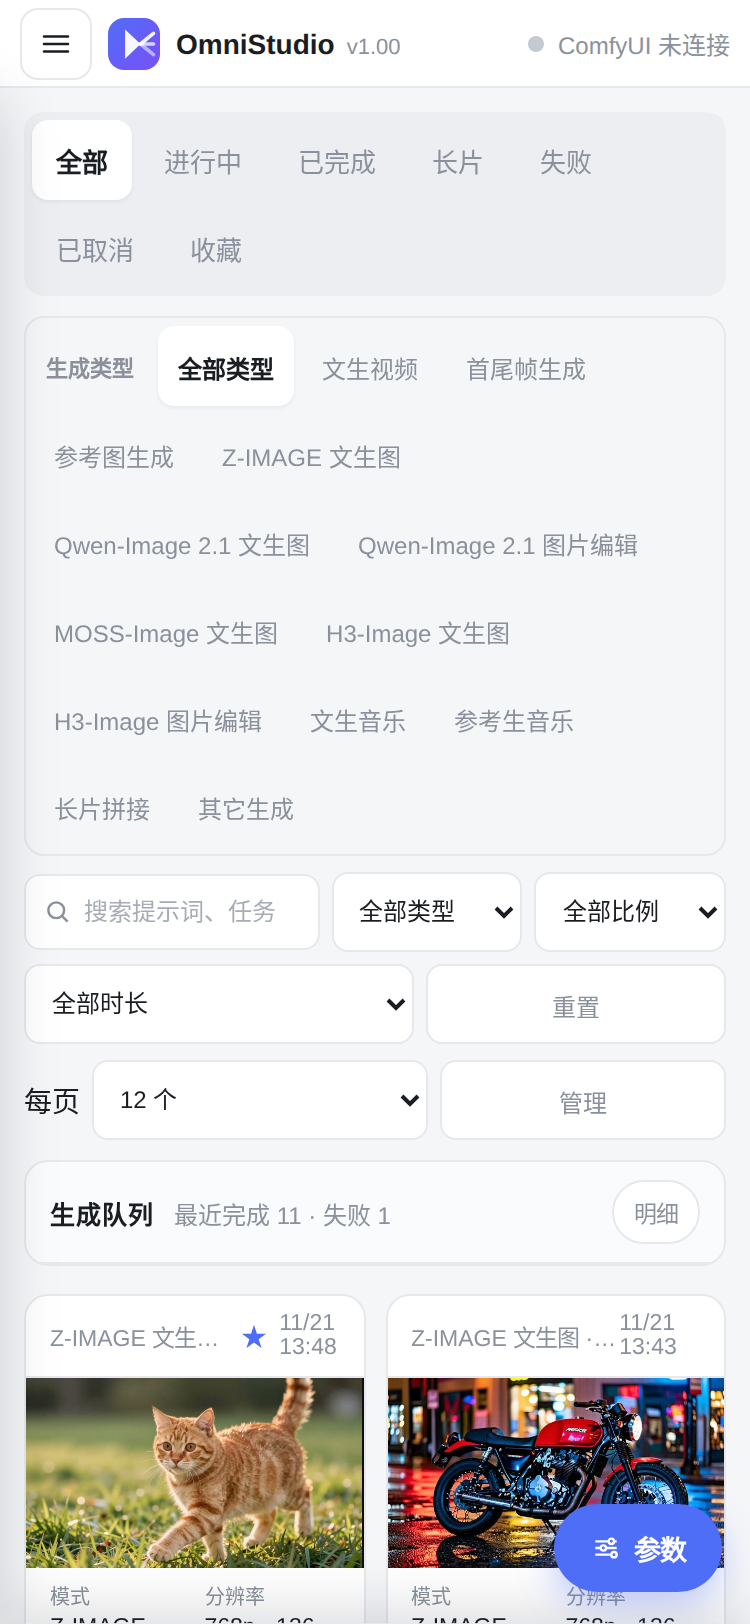 OmniStudio v1.00 ComfyUI 未连接
全部 进行中 已完成 长片 失败
已取消 收藏
生成类型 全部类型 文生视频 首尾帧生成
参考图生成 Z-IMAGE 文生图
Qwen-Image 2.1 文生图 Qwen-Image 2.1 图片编辑
MOSS-Image 文生图 H3-Image 文生图
H3-Image 图片编辑 文生音乐 参考生音乐
长片拼接 其它生成
搜索提示词、任务 全部类型 全部比例
全部时长 重置
每页 12 个 管理
生成队列 最近完成 11 · 失败 1 明细
Z-IMAGE 文生… ★ 11/21 13:48
Z-IMAGE 文生图 ·… 11/21 13:43
参数
模式 分辨率
模式 分辨率